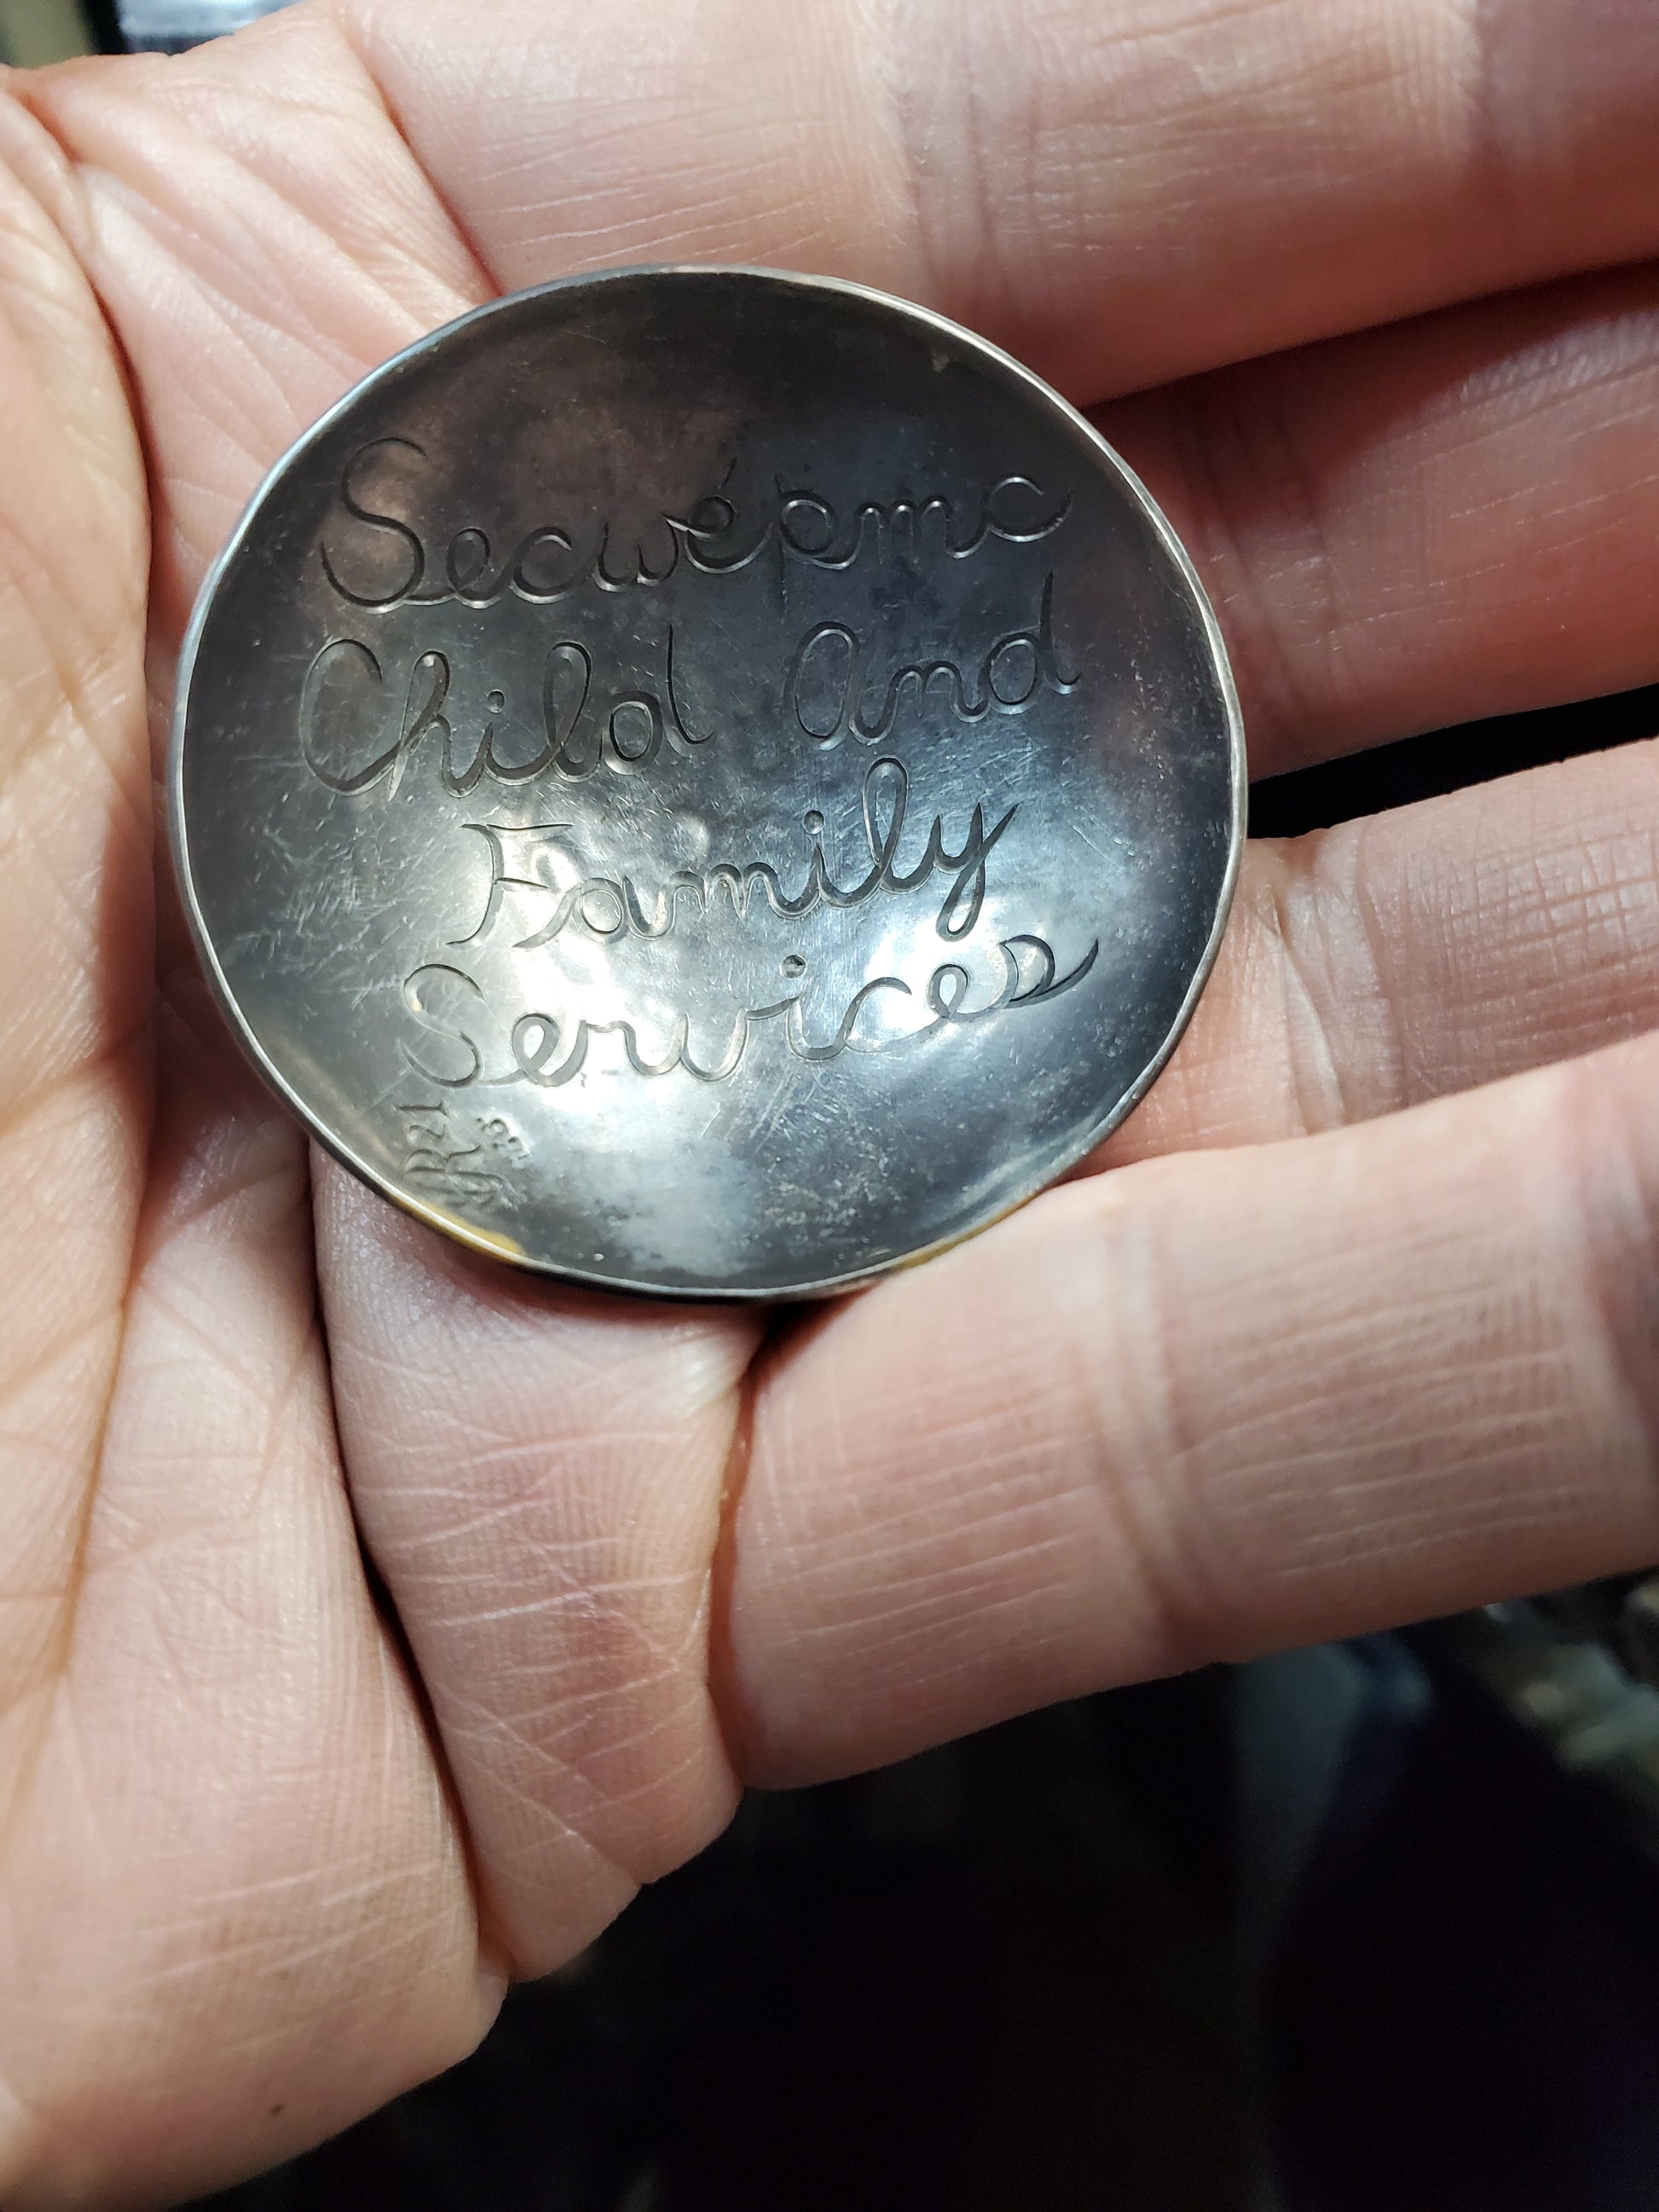 Secwépmc
Child And
Family
Services